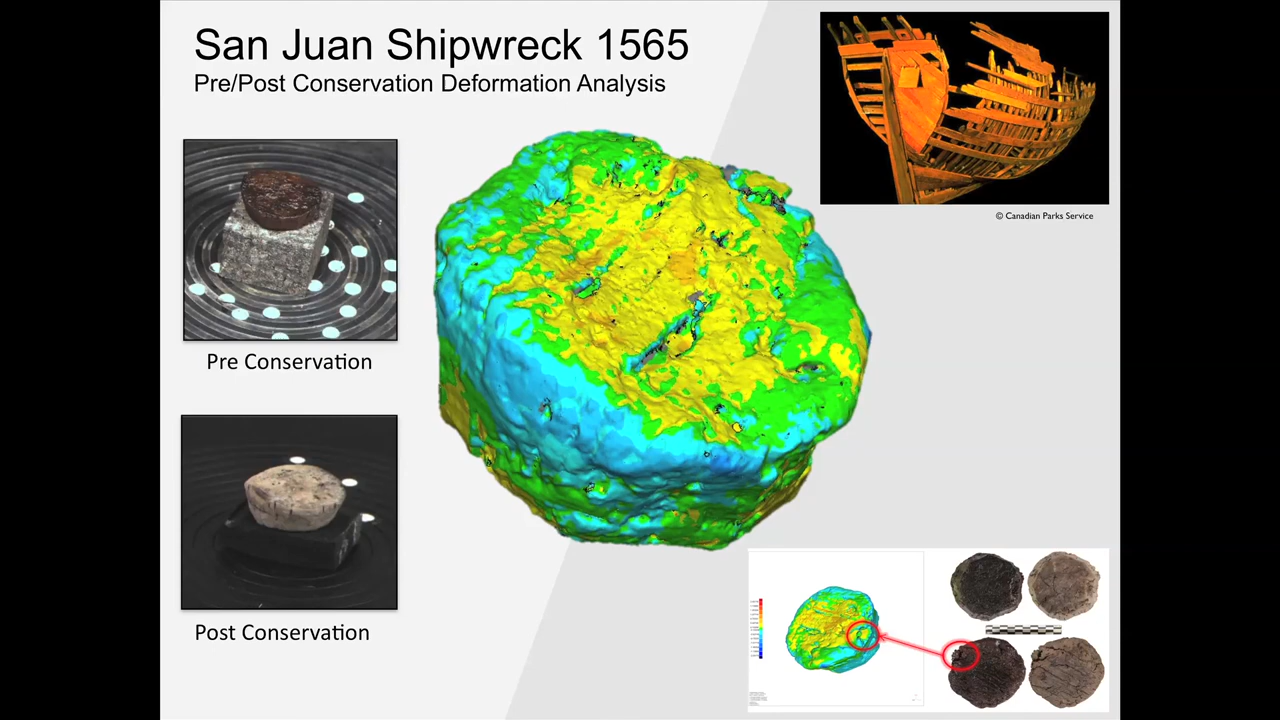 San Juan Shipwreck 1565
Pre/Post Conservation Deformation Analysis
© Canadian Parks Service
Pre Conservation
Post Conservation